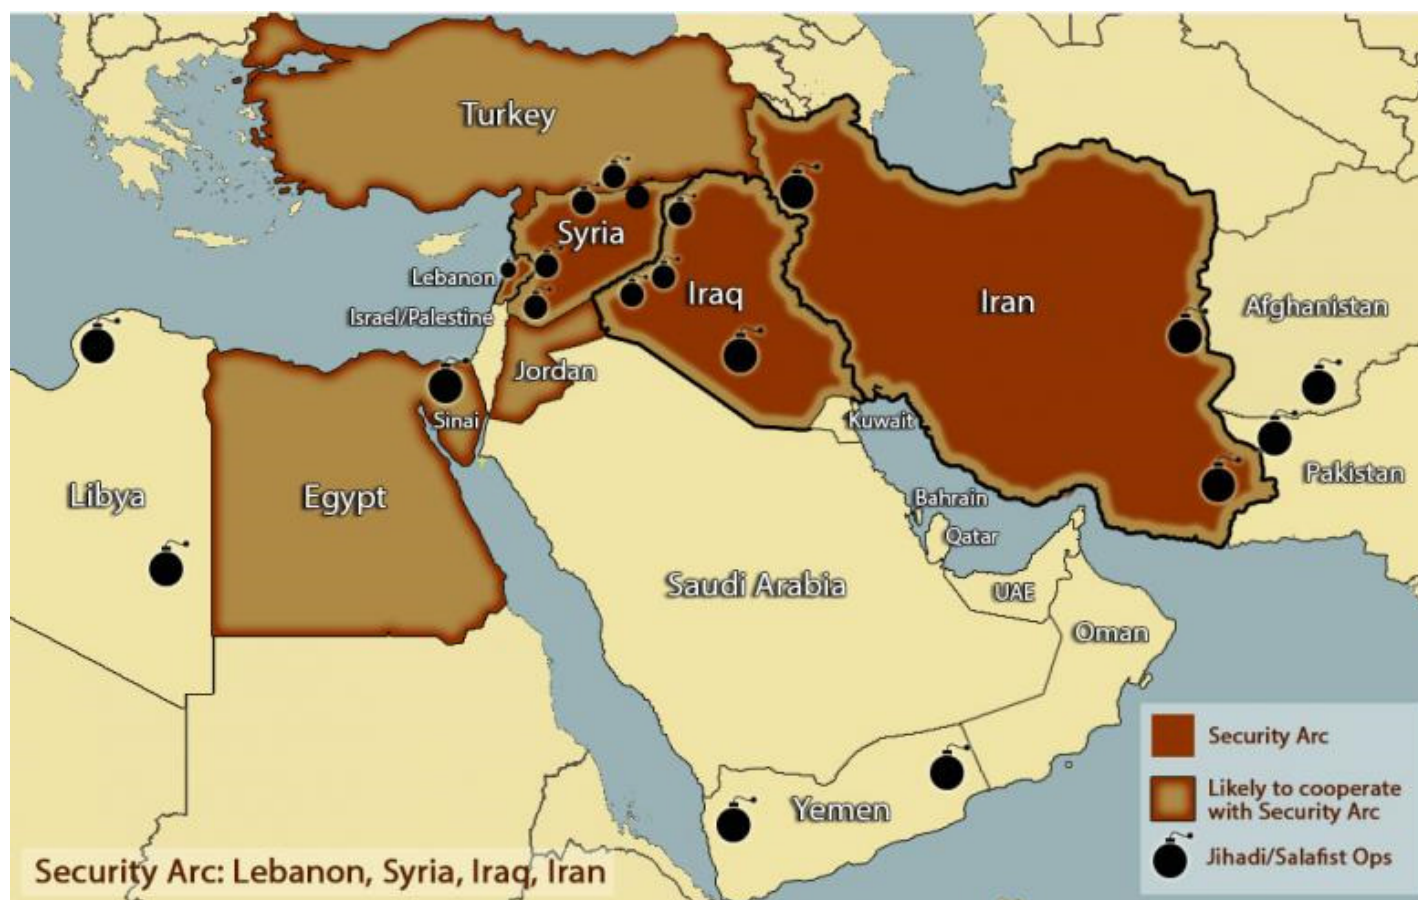 Turkey
Syria
Lebanon
Iraq
Iran
Israel/Palestine
Afghanistan
Jordan
Sinai
Kuwait
Pakistan
Libya
Egypt
Bahrain
Qatar
Saudi Arabia
UAE
Oman
Yemen
Security Arc
Likely to cooperate
with Security Arc
Jihadi/Salafist Ops
Security Arc: Lebanon, Syria, Iraq, Iran